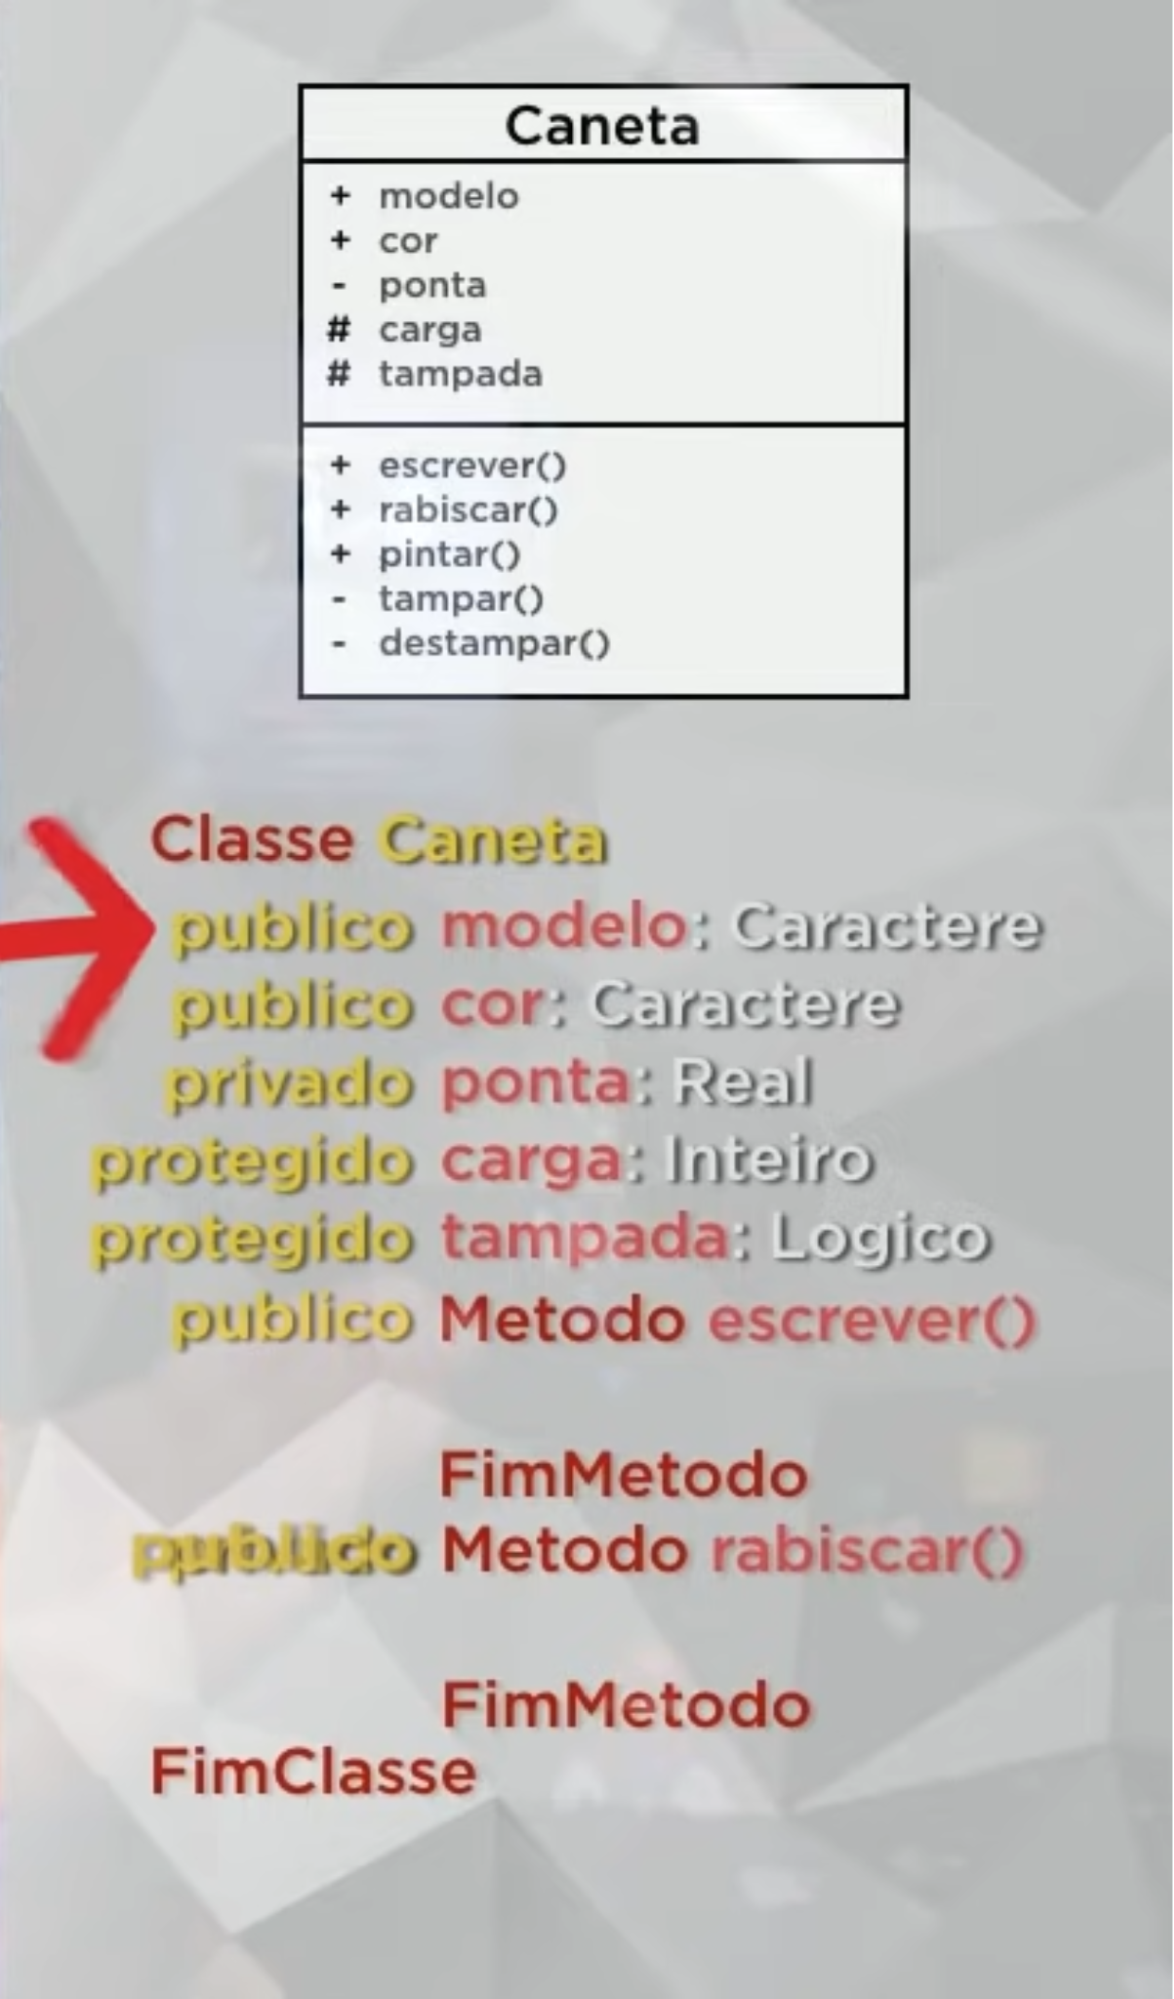 Caneta
+ modelo
+ cor
- ponta
# carga
# tampada
+ escrever()
+ rabiscar()
+ pintar()
- tampar()
- destampar()
Classe Caneta
publico modelo: Caractere
publico cor: Caractere
privado ponta: Real
protegido carga: Inteiro
protegido tampada: Logico
publico Metodo escrever()
FimMetodo
Metodo rabiscar()
FimMetodo
FimClasse